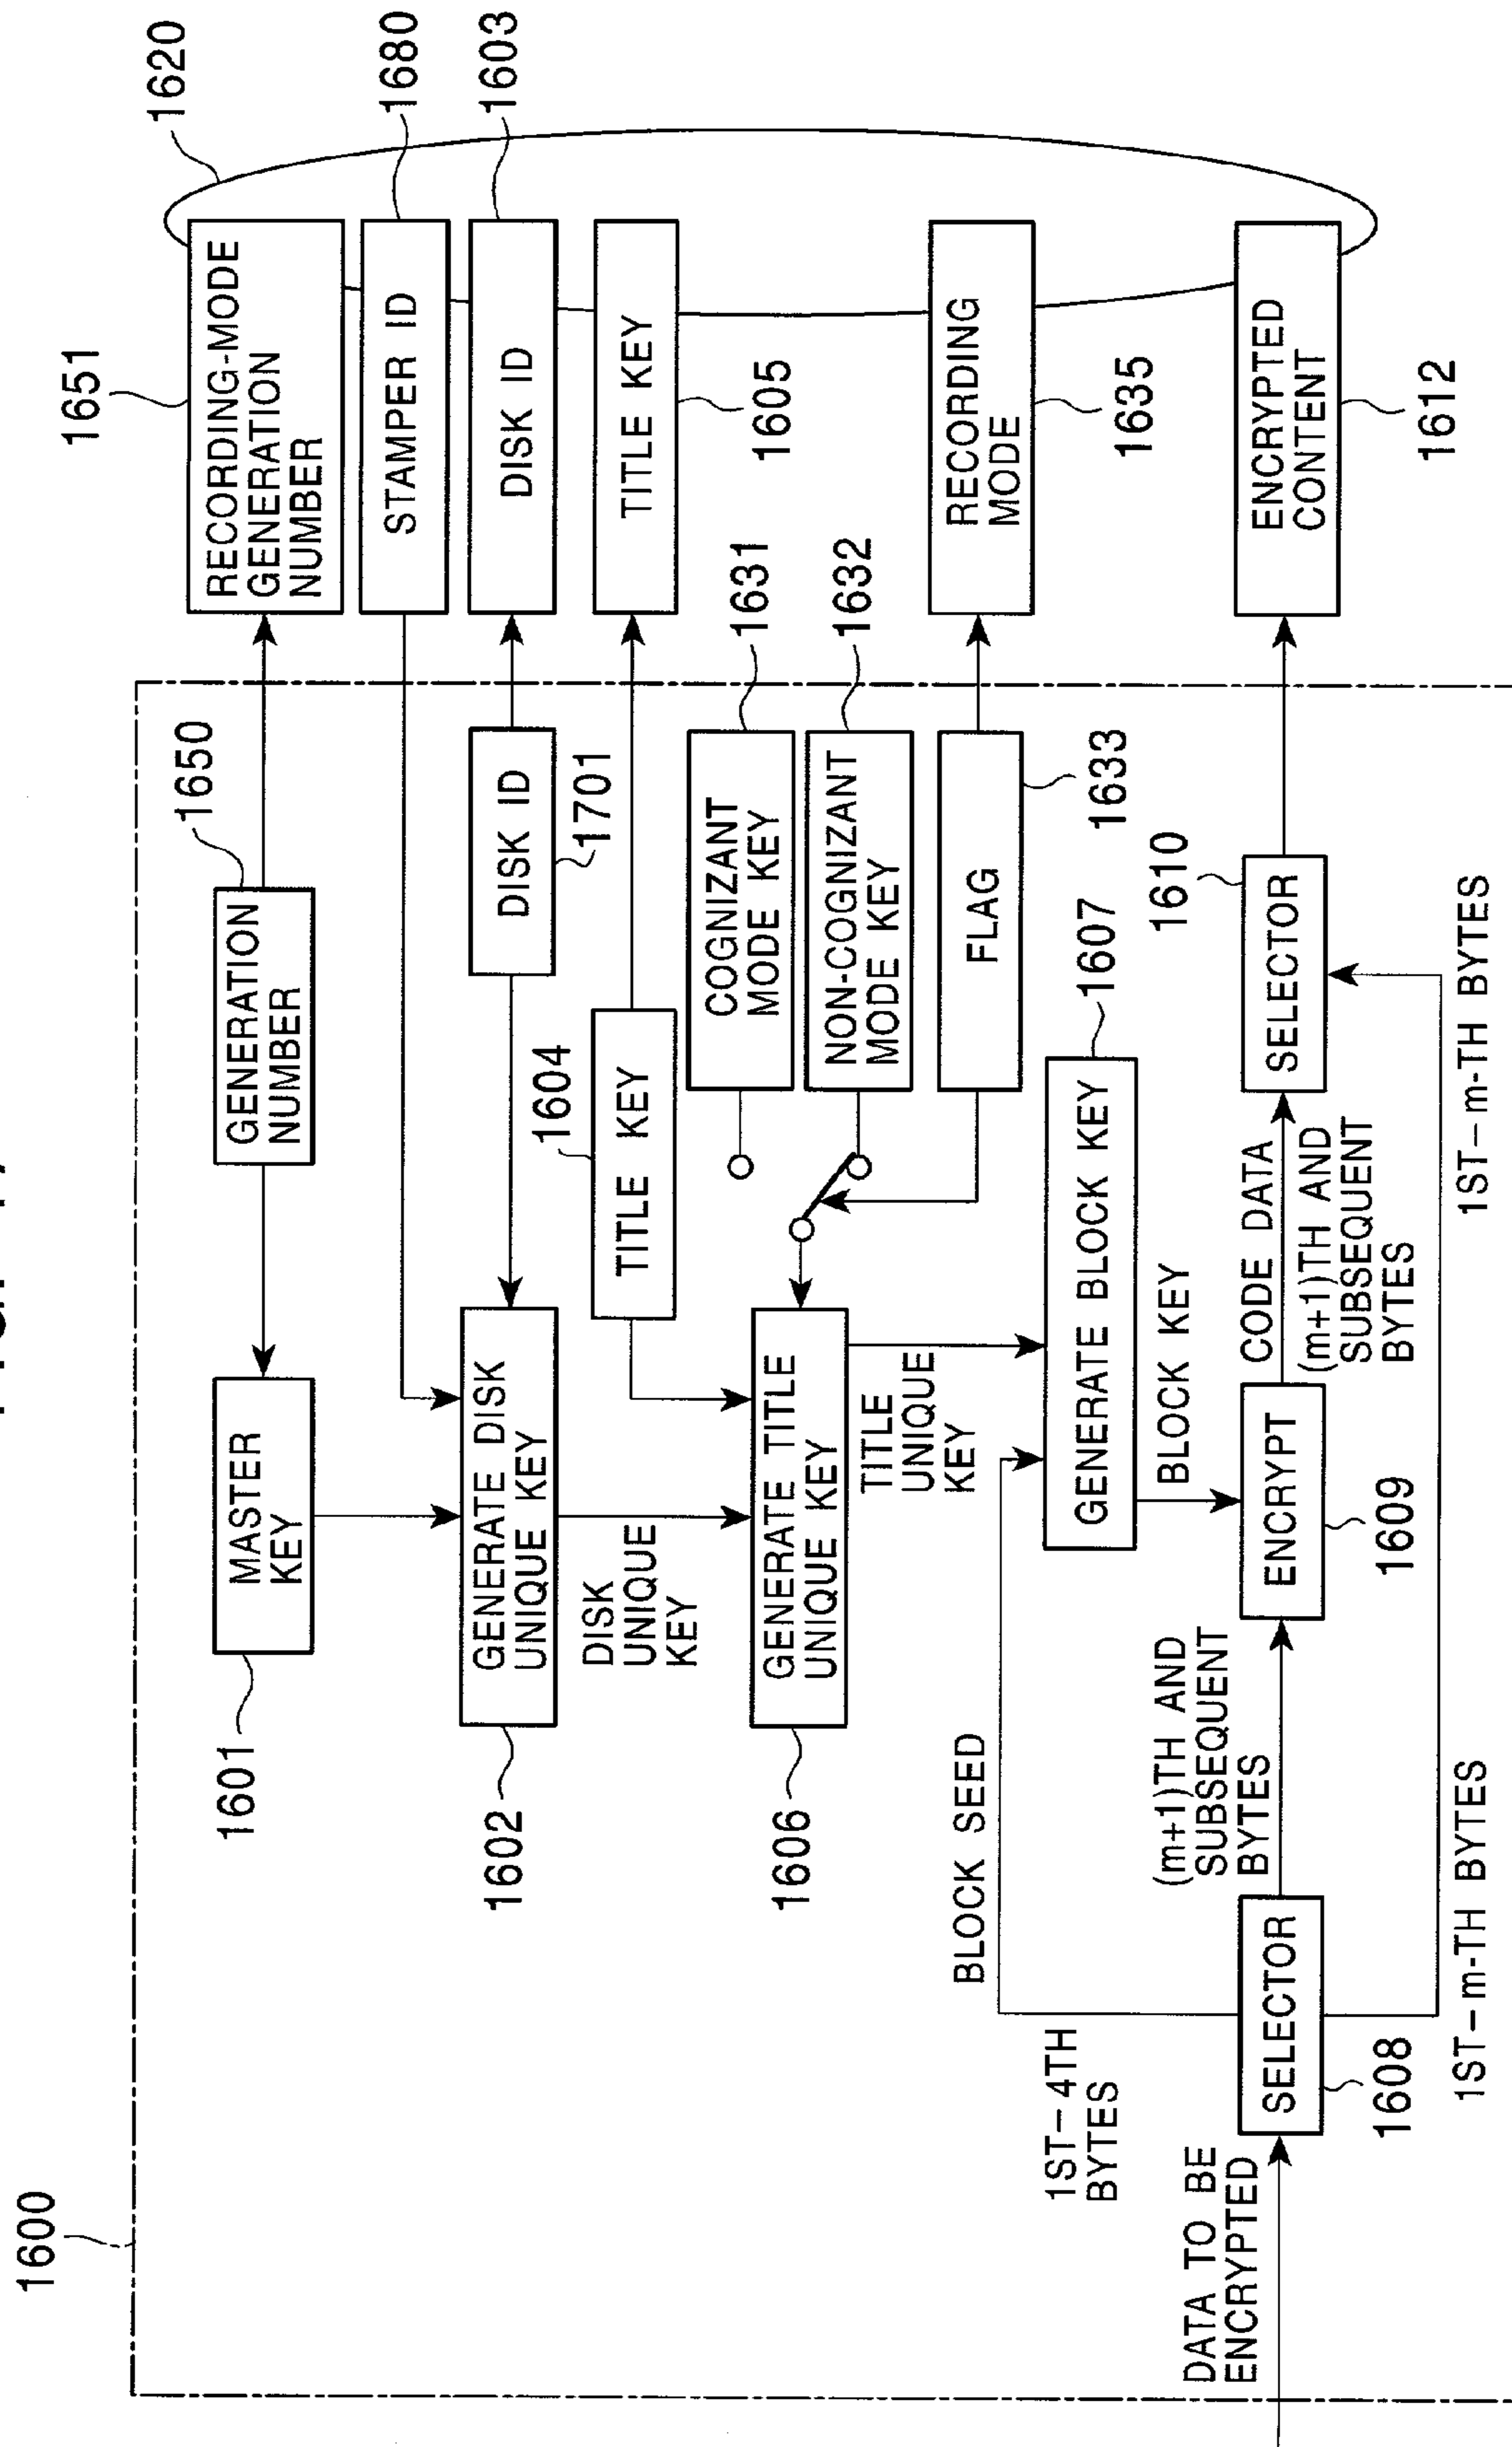 1600
1620
1651
RECORDING-MODE
GENERATION
NUMBER
1680
STAMPER ID
1603
DISK ID
TITLE KEY
1605
RECORDING
MODE
1635
ENCRYPTED
CONTENT
1612
1650
GENERATION
NUMBER
MASTER
KEY
1601
DISK ID
1701
GENERATE DISK
UNIQUE KEY
1602
DISK
UNIQUE
KEY
1604
TITLE KEY
1631
COGNIZANT
MODE KEY
1632
NON-COGNIZANT
MODE KEY
FLAG
1633
GENERATE TITLE
UNIQUE KEY
1606
TITLE
UNIQUE
KEY
1607
GENERATE BLOCK KEY
BLOCK SEED
BLOCK KEY
1ST–4TH
BYTES
DATA TO BE
ENCRYPTED
SELECTOR
1608
(m+1)TH AND
SUBSEQUENT
BYTES
ENCRYPT
1609
CODE DATA
(m+1)TH AND
SUBSEQUENT
BYTES
SELECTOR
1610
1ST–m-TH BYTES
1ST–m-TH BYTES